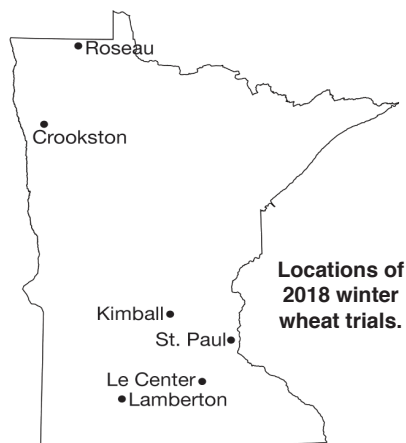 Roseau
Crookston
Locations of
2018 winter
wheat trials.
Kimball
St. Paul
Le Center
Lamberton